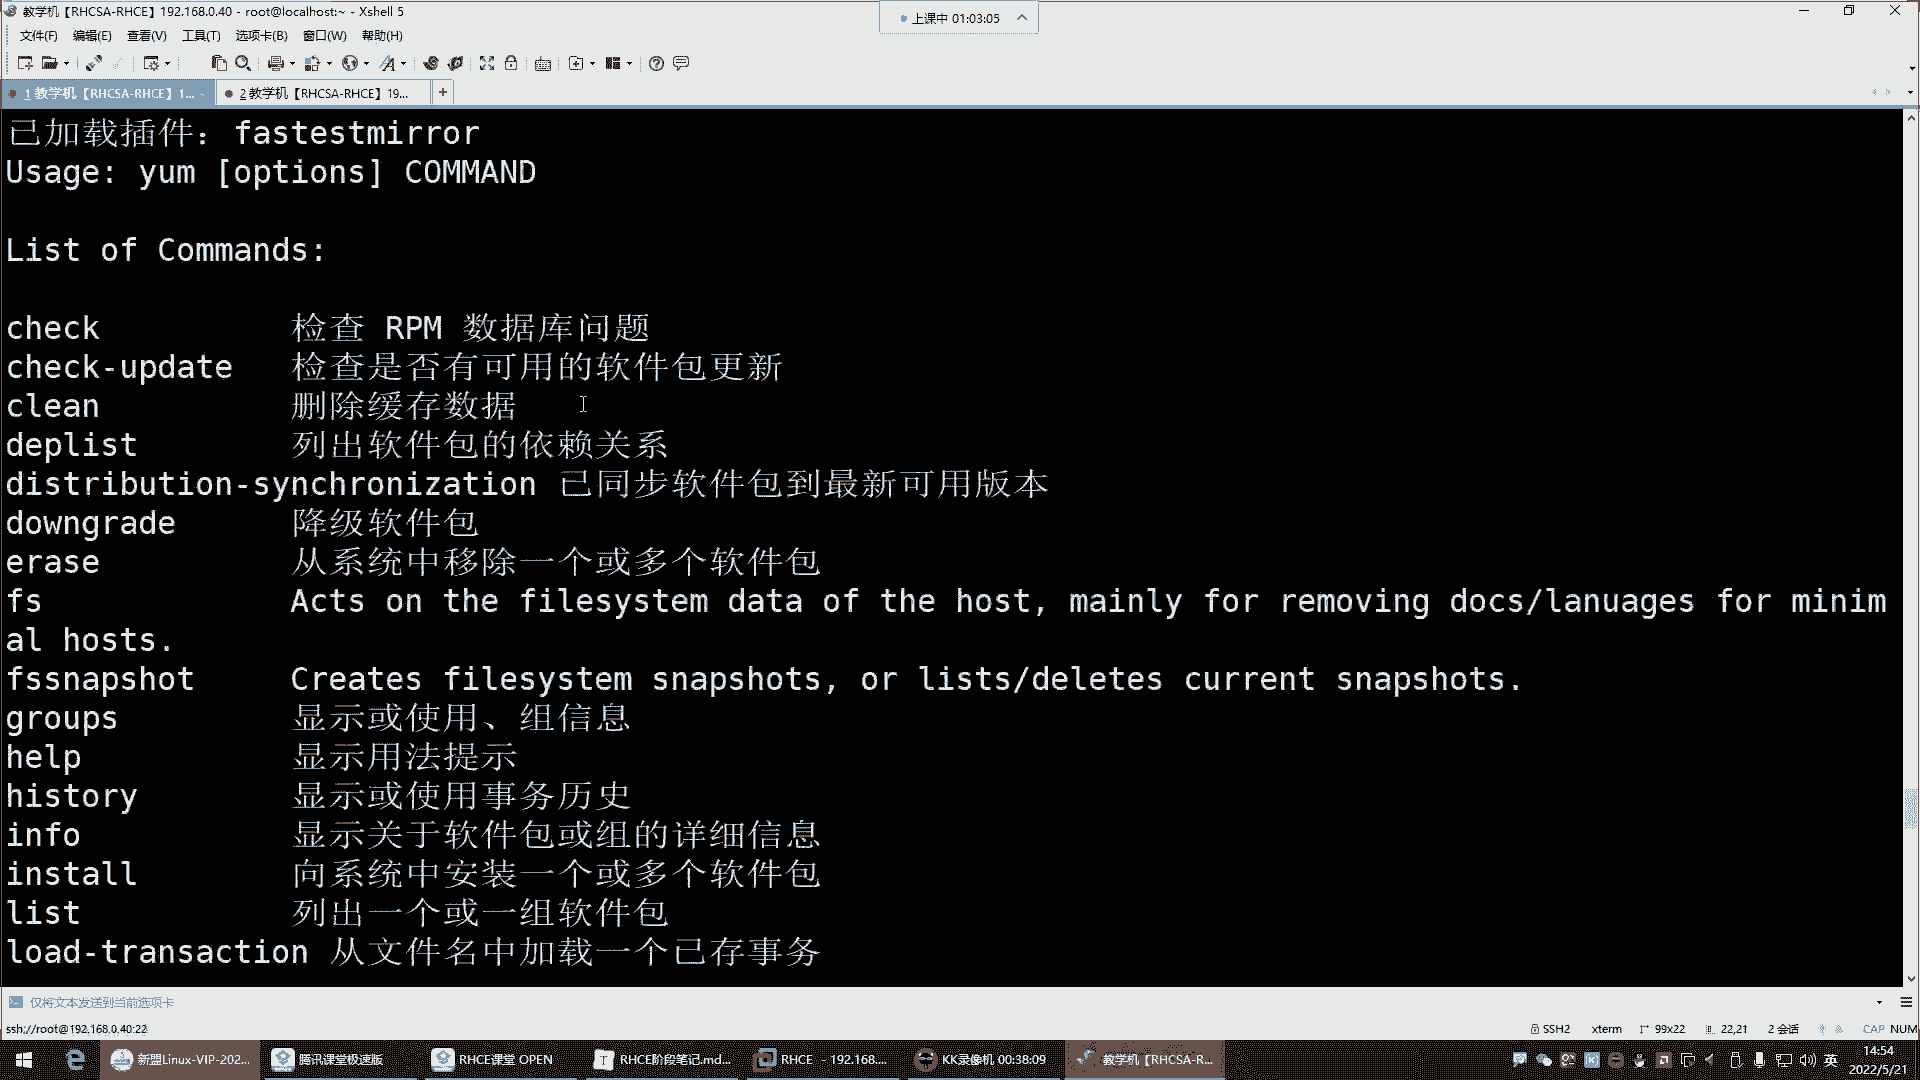 教学机【RHCSA-RHCE】192.168.0.40 - root@localhost:~ - Xshell 5
上课中 01:03:05
文件(F) 编辑(E) 查看(V) 工具(T) 选项卡(B) 窗口(W) 帮助(H)
1 教学机【RHCSA-RHCE】1...
2 教学机【RHCSA-RHCE】19...
已加载插件：fastestmirror
Usage: yum [options] COMMAND
List of Commands:
check 检查 RPM 数据库问题
check-update 检查是否有可用的软件包更新
clean 删除缓存数据
deplist 列出软件包的依赖关系
distribution-synchronization 已同步软件包到最新可用版本
downgrade 降级软件包
erase 从系统中移除一个或多个软件包
fs Acts on the filesystem data of the host, mainly for removing docs/lanuages for minim
al hosts.
fssnapshot Creates filesystem snapshots, or lists/deletes current snapshots.
groups 显示或使用、组信息
help 显示用法提示
history 显示或使用事务历史
info 显示关于软件包或组的详细信息
install 向系统中安装一个或多个软件包
list 列出一个或一组软件包
load-transaction 从文件名中加载一个已存事务
仅将文本发送到当前选项卡
ssh://root@192.168.0.40:22 SSH2 xterm 99x22 22,21 2 会话 CAP NUM
新盟Linux-VIP-202... 腾讯课堂极速版 RHCE课堂 OPEN RHCE阶段笔记.md... RHCE - 192.168.... KK录像机 00:38:09 教学机【RHCSA-R... 英 14:54
2022/5/21